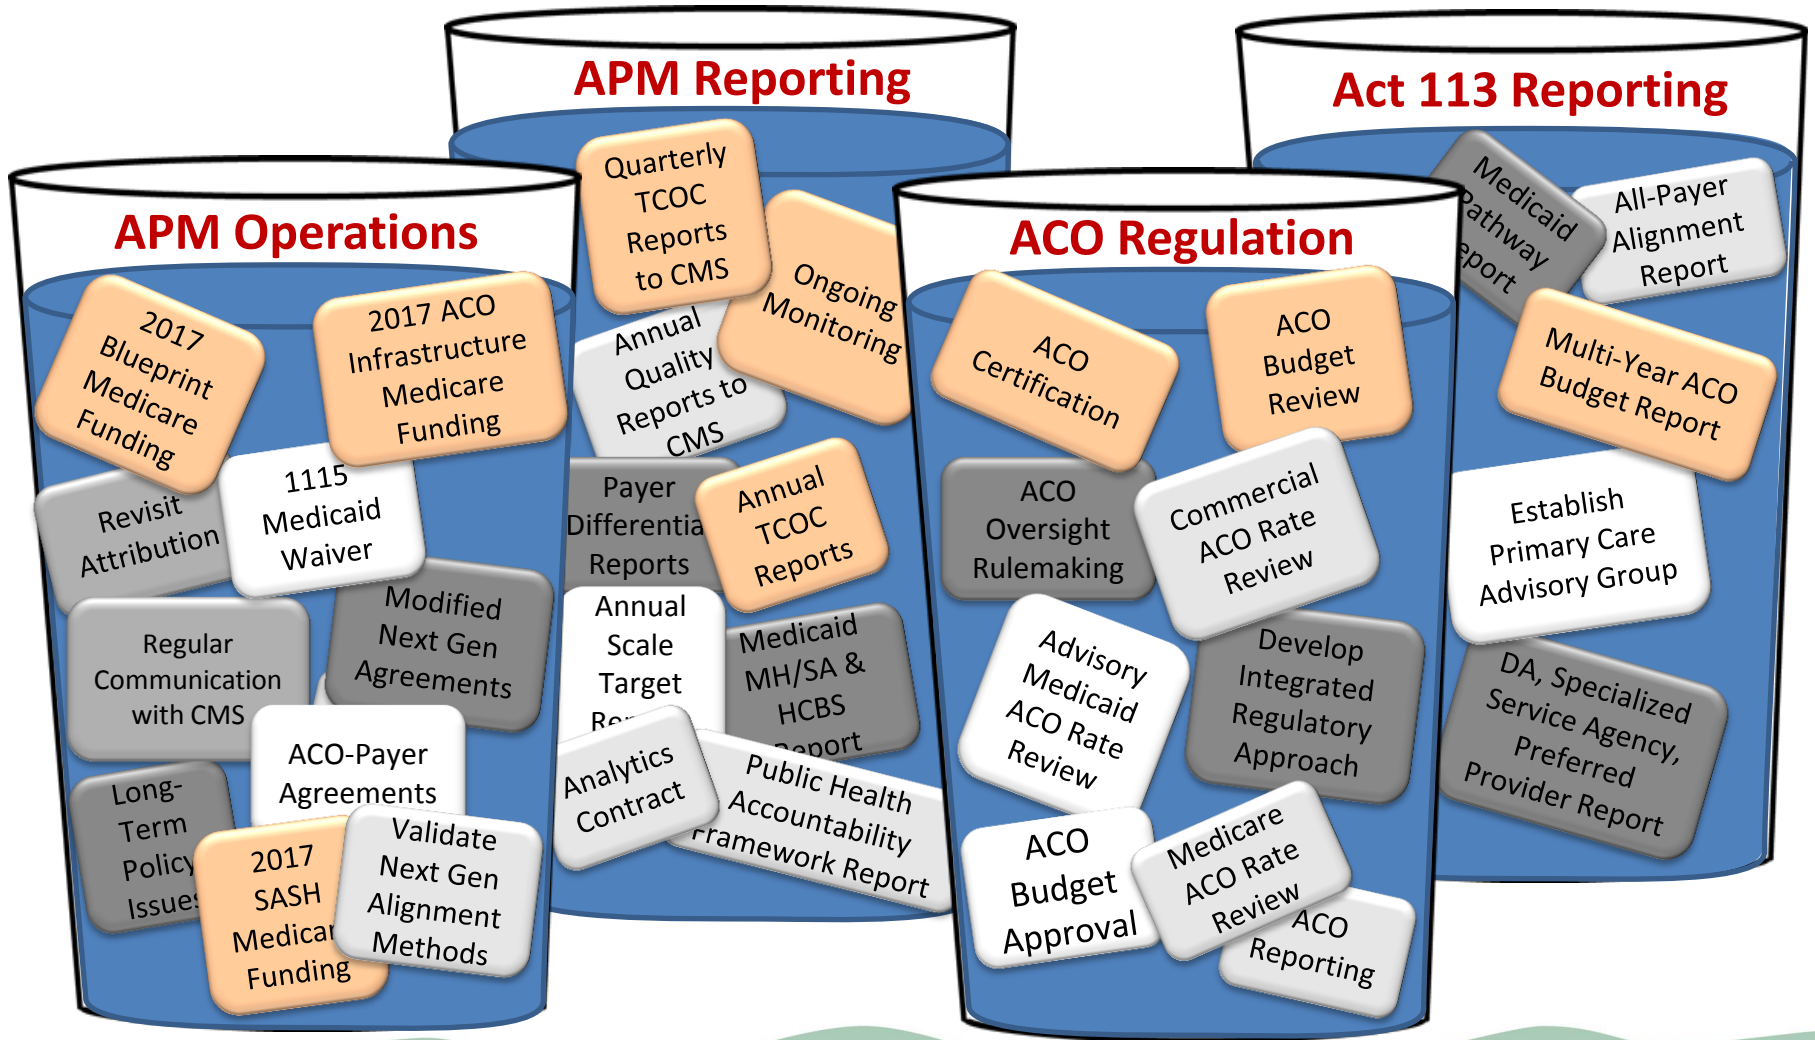 APM Operations
2017
Blueprint
Medicare
Funding
2017 ACO
Infrastructure
Medicare
Funding
Revisit
Attribution
1115
Medicaid
Waiver
Regular
Communication
with CMS
Modified
Next Gen
Agreements
ACO-Payer
Agreements
Long-
Term
Policy
Issues
2017
SASH
Medicare
Funding
Validate
Next Gen
Alignment
Methods
APM Reporting
Quarterly
TCOC
Reports
to CMS
Ongoing
Monitoring
Annual
Quality
Reports to
CMS
Payer
Differential
Reports
Annual
TCOC
Reports
Annual
Scale
Target
Medicaid
MH/SA &
HCBS
Report
Analytics
Contract
Public Health
Accountability
Framework Report
ACO Regulation
ACO
Certification
ACO
Budget
Review
ACO
Oversight
Rulemaking
Commercial
ACO Rate
Review
Advisory
Medicaid
ACO Rate
Review
Develop
Integrated
Regulatory
Approach
ACO
Budget
Approval
Medicare
ACO Rate
Review
ACO
Reporting
Act 113 Reporting
Medicaid
Pathway
Report
All-Payer
Alignment
Report
Multi-Year ACO
Budget Report
Establish
Primary Care
Advisory Group
DA, Specialized
Service Agency,
Preferred
Provider Report